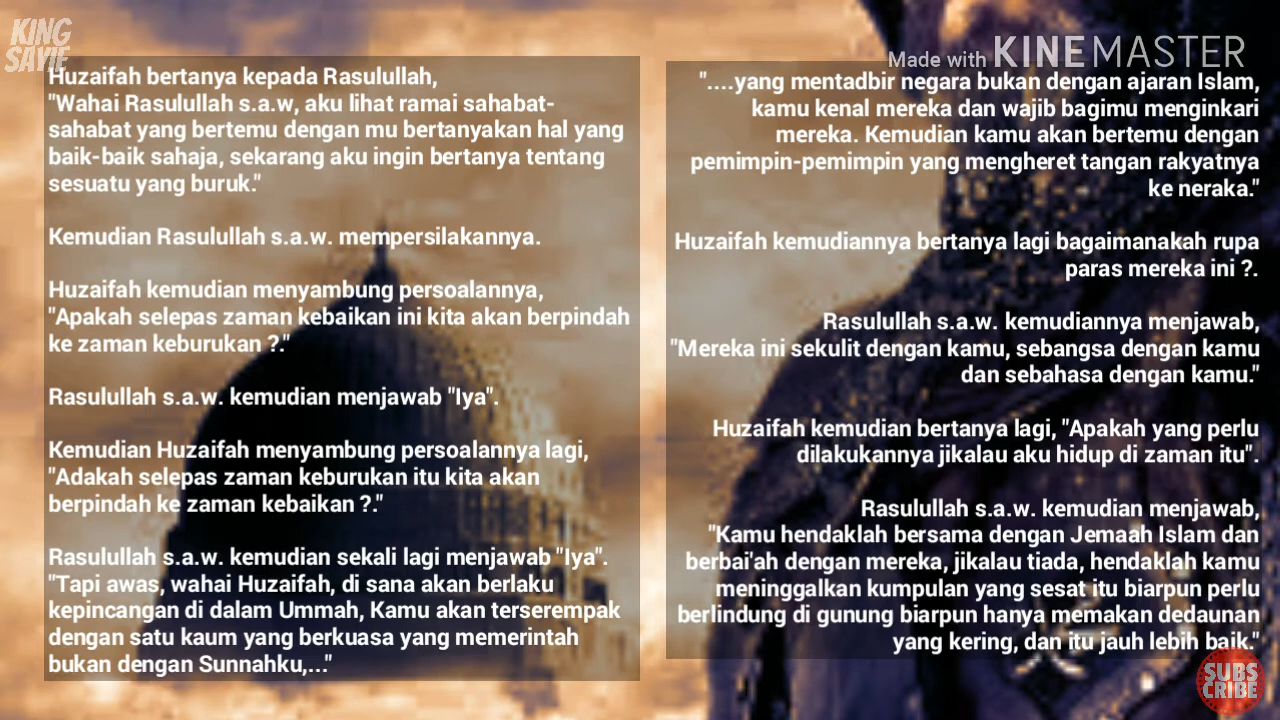 KING
SAYIE
Made with KINEMASTER
Huzaifah bertanya kepada Rasulullah,
"Wahai Rasulullah s.a.w, aku lihat ramai sahabat-
sahabat yang bertemu dengan mu bertanyakan hal yang
baik-baik sahaja, sekarang aku ingin bertanya tentang
sesuatu yang buruk."
Kemudian Rasulullah s.a.w. mempersilakannya.
Huzaifah kemudian menyambung persoalannya,
"Apakah selepas zaman kebaikan ini kita akan berpindah
ke zaman keburukan ?."
Rasulullah s.a.w. kemudian menjawab "Iya".
Kemudian Huzaifah menyambung persoalannya lagi,
"Adakah selepas zaman keburukan itu kita akan
berpindah ke zaman kebaikan ?."
Rasulullah s.a.w. kemudian sekali lagi menjawab "Iya".
"Tapi awas, wahai Huzaifah, di sana akan berlaku
kepincangan di dalam Ummah, Kamu akan terserempak
dengan satu kaum yang berkuasa yang memerintah
bukan dengan Sunnahku,..."
"....yang mentadbir negara bukan dengan ajaran Islam,
kamu kenal mereka dan wajib bagimu menginkari
mereka. Kemudian kamu akan bertemu dengan
pemimpin-pemimpin yang mengheret tangan rakyatnya
ke neraka."
Huzaifah kemudiannya bertanya lagi bagaimanakah rupa
paras mereka ini ?.
Rasulullah s.a.w. kemudiannya menjawab,
"Mereka ini sekulit dengan kamu, sebangsa dengan kamu
dan sebahasa dengan kamu."
Huzaifah kemudian bertanya lagi, "Apakah yang perlu
dilakukannya jikalau aku hidup di zaman itu".
Rasulullah s.a.w. kemudian menjawab,
"Kamu hendaklah bersama dengan Jemaah Islam dan
berbai'ah dengan mereka, jikalau tiada, hendaklah kamu
meninggalkan kumpulan yang sesat itu biarpun perlu
berlindung di gunung biarpun hanya memakan dedaunan
yang kering, dan itu jauh lebih baik."
SUBS
CRIBE